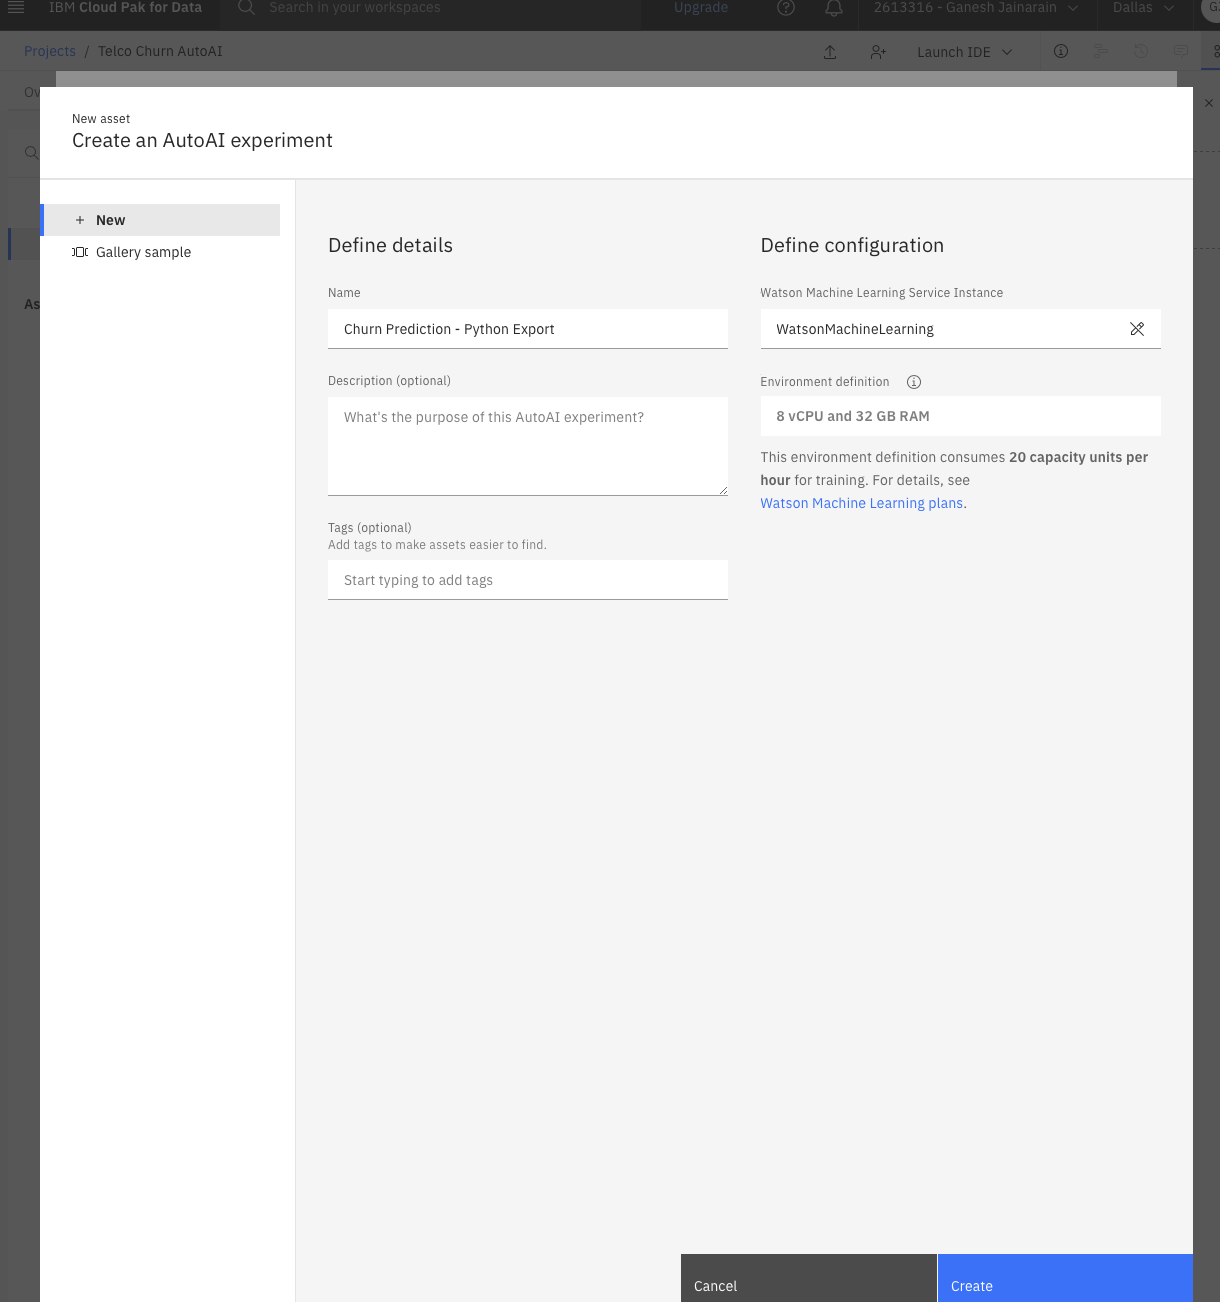 IBM Cloud Pak for Data
Search in your workspaces
Upgrade
2613316 - Ganesh Jainarain
Dallas
Projects / Telco Churn AutoAI
Launch IDE
Ov
New asset
Create an AutoAI experiment
New
Gallery sample
As
Define details
Name
Churn Prediction - Python Export
Description (optional)
What's the purpose of this AutoAI experiment?
Tags (optional)
Add tags to make assets easier to find.
Start typing to add tags
Define configuration
Watson Machine Learning Service Instance
WatsonMachineLearning
Environment definition
8 vCPU and 32 GB RAM
This environment definition consumes 20 capacity units per
hour for training. For details, see
Watson Machine Learning plans.
Cancel
Create